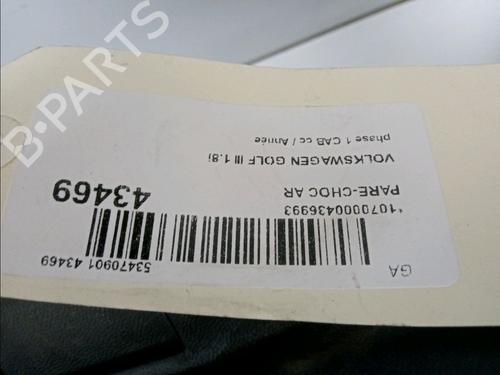 GA
53470901 43469
*1070000436993
PARE-CHOC AR
43469
VOLKSWAGEN GOLF III 1.8i
phase 1 CAB cc / Année
B-PARTS